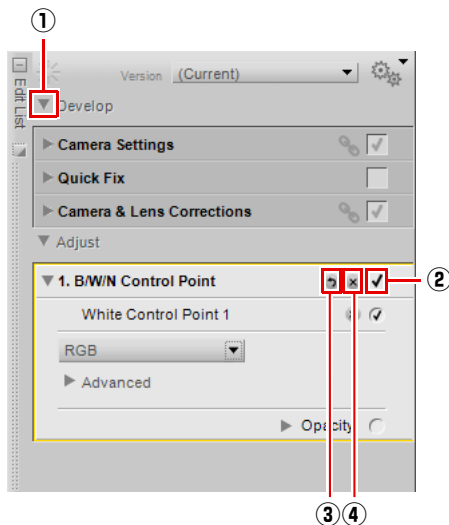 ①
Edit List
Version (Current)
Develop
Camera Settings
Quick Fix
Camera & Lens Corrections
Adjust
1. B/W/N Control Point
②
White Control Point 1
RGB
Advanced
Opacity
③④